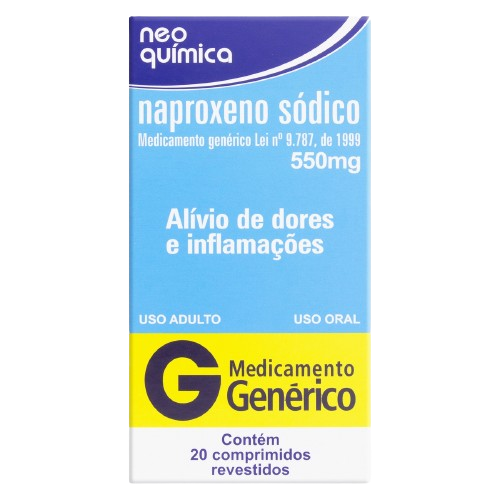 neo
química
naproxeno sódico
Medicamento genérico Lei nº 9.787, de 1999
550mg
Alívio de dores
e inflamações
USO ADULTO USO ORAL
G Medicamento
Genérico
Contém
20 comprimidos
revestidos